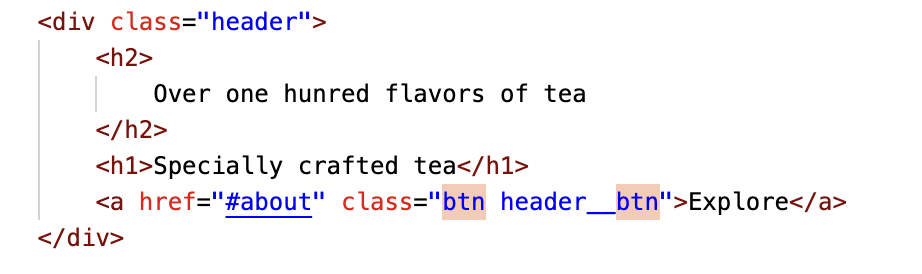 <div class="header">
<h2>
Over one hunred flavors of tea
</h2>
<h1>Specially crafted tea</h1>
<a href="#about" class="btn header__btn">Explore</a>
</div>